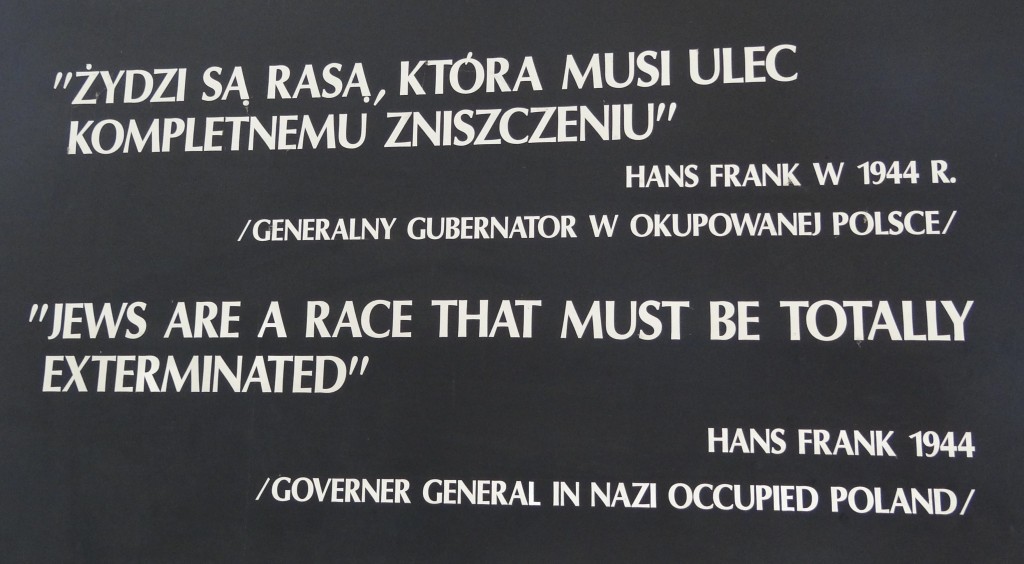 "ŻYDZI SĄ RASĄ, KTÓRA MUSI ULEC
KOMPLETNEMU ZNISZCZENIU"
HANS FRANK W 1944 R.
/GENERALNY GUBERNATOR W OKUPOWANEJ POLSCE/
"JEWS ARE A RACE THAT MUST BE TOTALLY
EXTERMINATED"
HANS FRANK 1944
/GOVERNER GENERAL IN NAZI OCCUPIED POLAND/